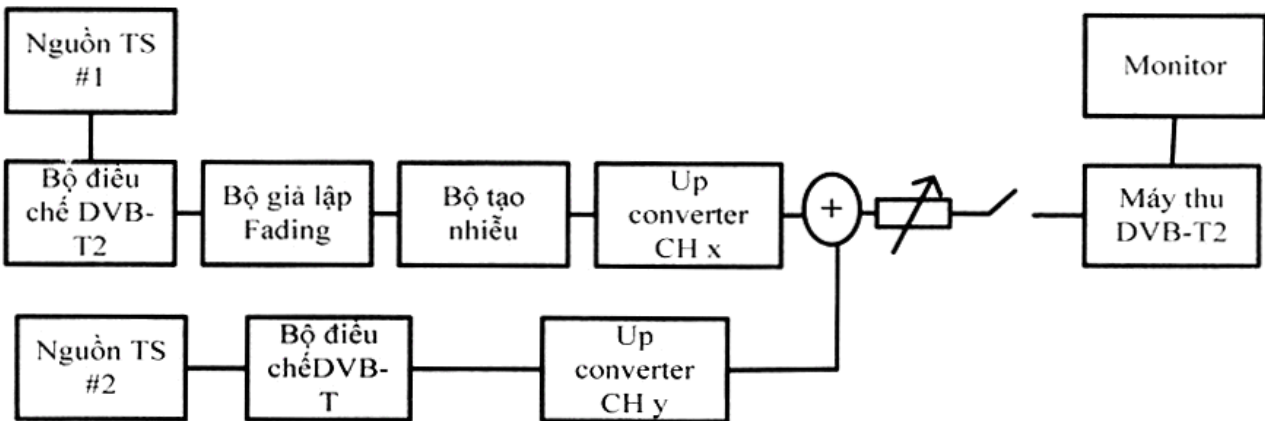 Nguồn TS
#1
Monitor
Bộ điều
chế DVB-
T2
Bộ giả lập
Fading
Bộ tạo
nhiễu
Up
converter
CH x
+
Máy thu
DVB-T2
Nguồn TS
#2
Bộ điều
chếDVB-
T
Up
converter
CH y